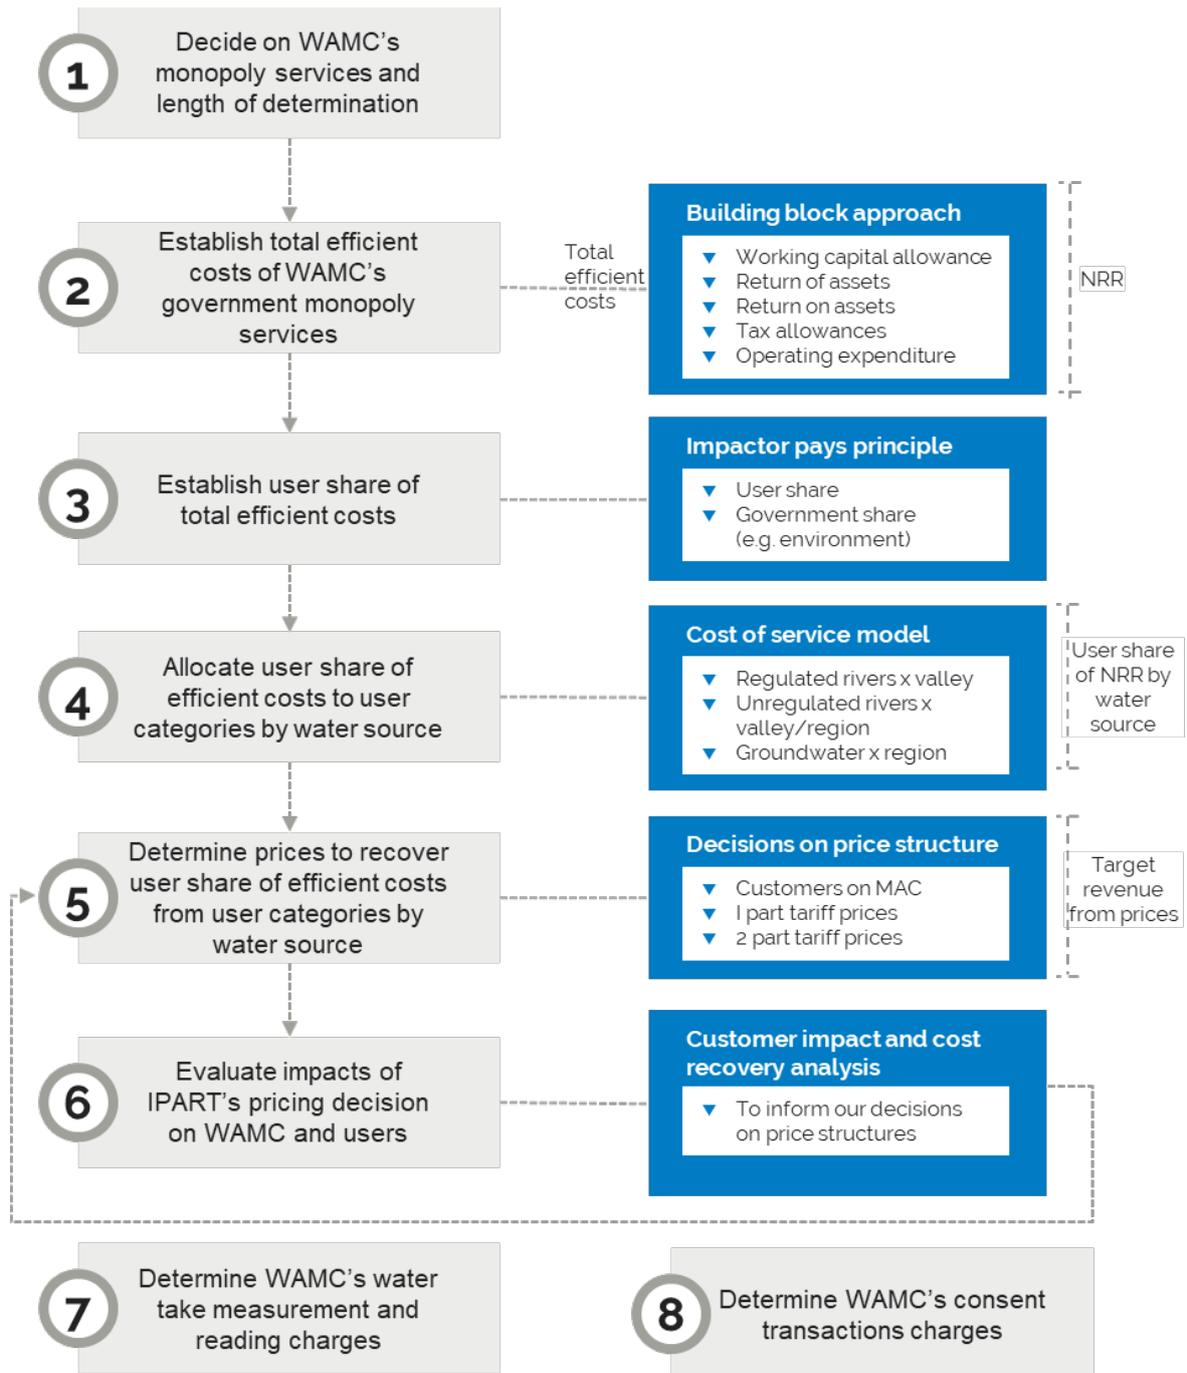 1
Decide on WAMC's
monopoly services and
length of determination
2
Establish total efficient
costs of WAMC's
government monopoly
services
Total
efficient
costs
Building block approach
Working capital allowance
Return of assets
Return on assets
Tax allowances
Operating expenditure
NRR
3
Establish user share of
total efficient costs
Impactor pays principle
User share
Government share
(e.g. environment)
4
Allocate user share of
efficient costs to user
categories by water source
Cost of service model
Regulated rivers x valley
Unregulated rivers x
valley/region
Groundwater x region
User share
of NRR by
water
source
5
Determine prices to recover
user share of efficient costs
from user categories by
water source
Decisions on price structure
Customers on MAC
1 part tariff prices
2 part tariff prices
Target
revenue
from prices
6
Evaluate impacts of
IPART's pricing decision
on WAMC and users
Customer impact and cost
recovery analysis
To inform our decisions
on price structures
7
Determine WAMC's water
take measurement and
reading charges
8
Determine WAMC's consent
transactions charges